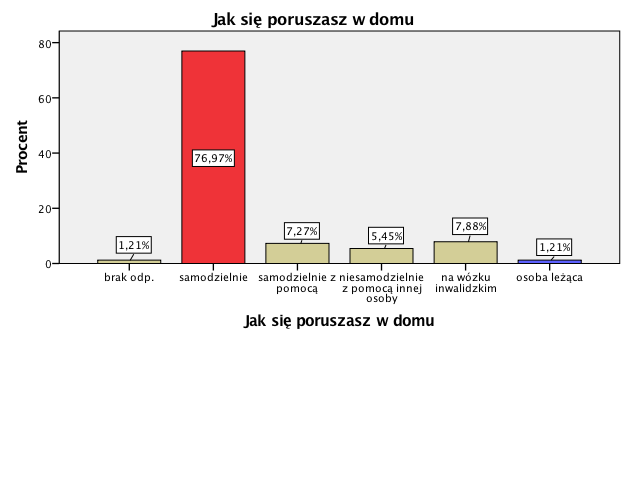 Jak się poruszasz w domu
Procent
80
60
40
20
0
1,21%
76,97%
7,27%
5,45%
7,88%
1,21%
brak odp.
samodzielnie
samodzielnie z
pomocą
niesamodzielnie
z pomocą innej
osoby
na wózku
inwalidzkim
osoba leżąca
Jak się poruszasz w domu